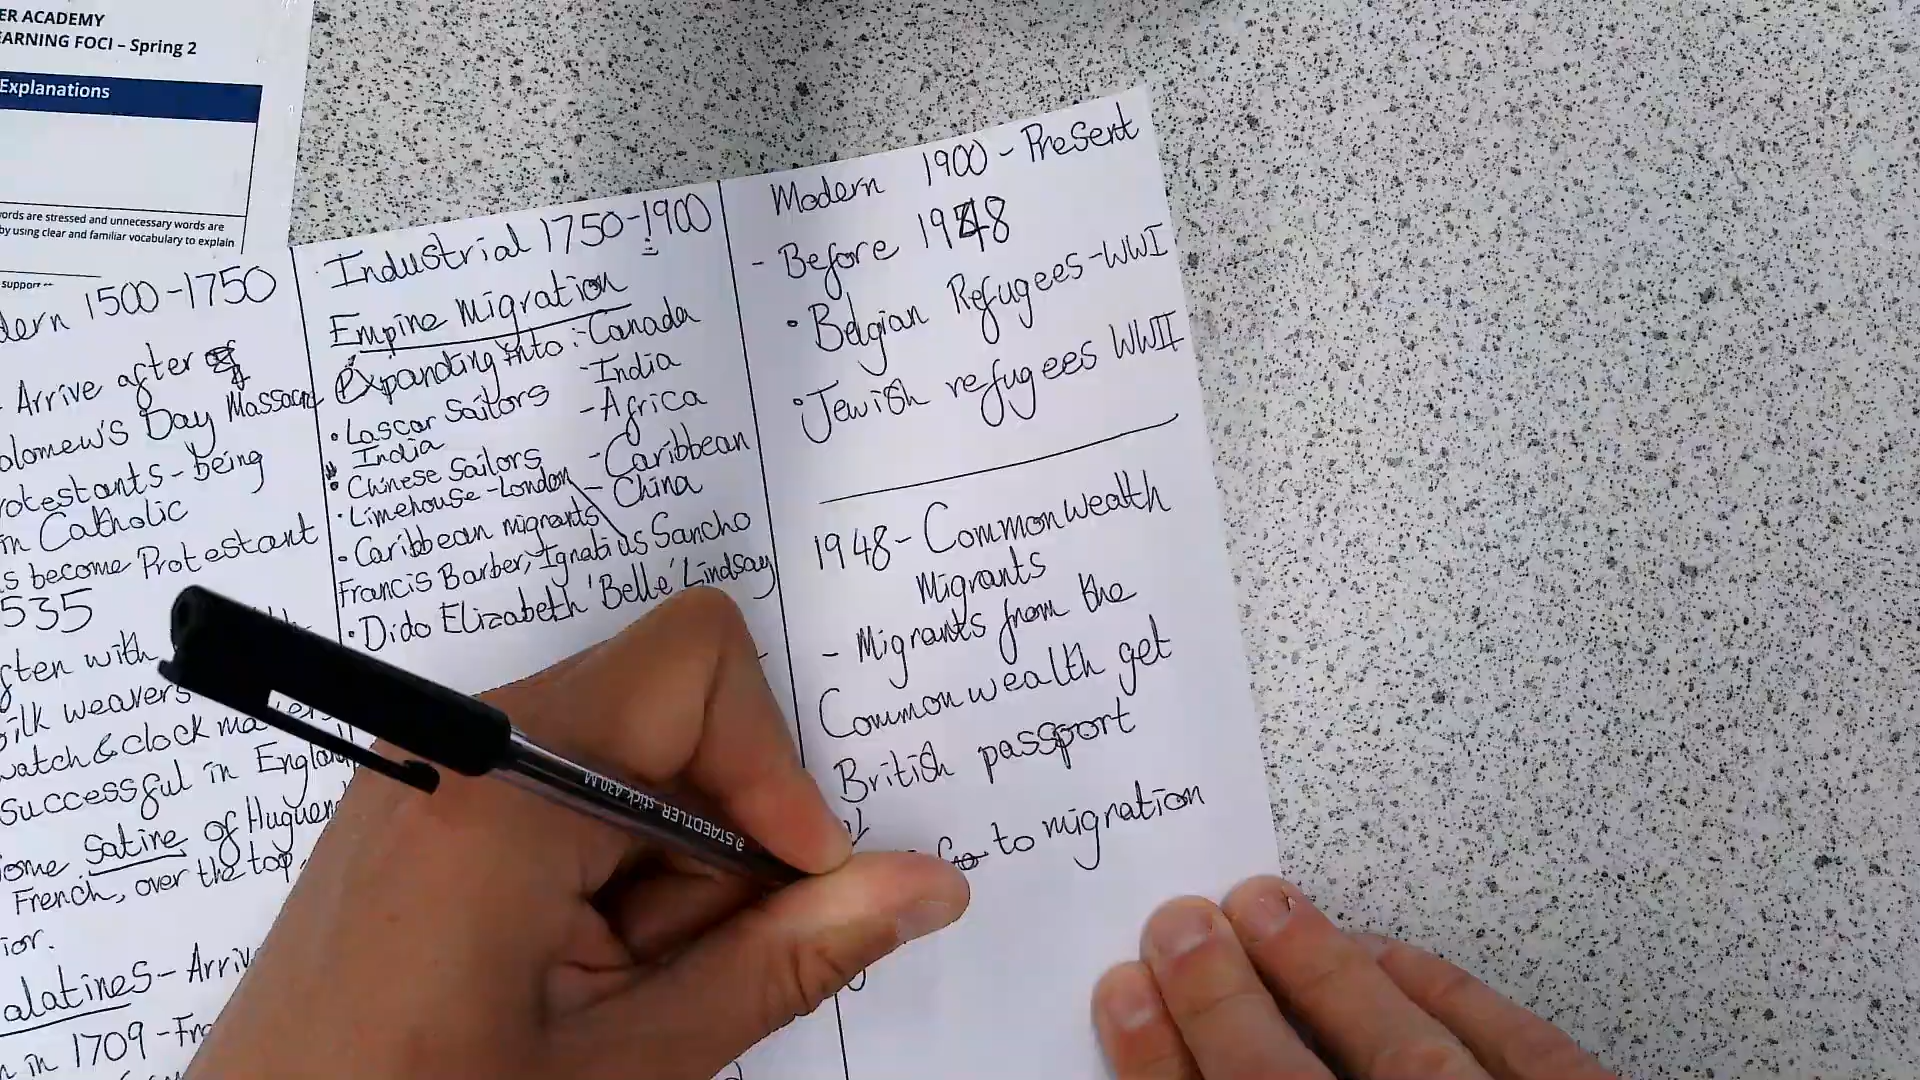 ER ACADEMY
EARNING FOCI – Spring 2
Explanations
ords are stressed and unnecessary words are
by using clear and familiar vocabulary to explain
support
dern 1500-1750
Arrive after
olomew's Day Massacre
rotestants - being
in Catholic
s become Protestant
535
ften with
silk weavers
watch & clock ma
successful in England
ome Satire of Hugueno
French, over the top
ior.
alatines - Arriv
in 1709 - Fr
Industrial 1750-1900
Empire Migration
Expanding into: - Canada
- India
- Africa
- Caribbean
- China
• Lascar Sailors
India
• Chinese Sailors
• Limehouse - London
• Caribbean migrants
Francis Barber, Ignatius Sancho
• Dido Elizabeth 'Belle' Lindsay
Modern 1900 - Present
- Before 1948
• Belgian Refugees - WWI
• Jewish refugees WWII
1948 - Commonwealth
Migrants
- Migrants from the
Commonwealth get
British passport
to migration
STAEDTLER stick 430 M